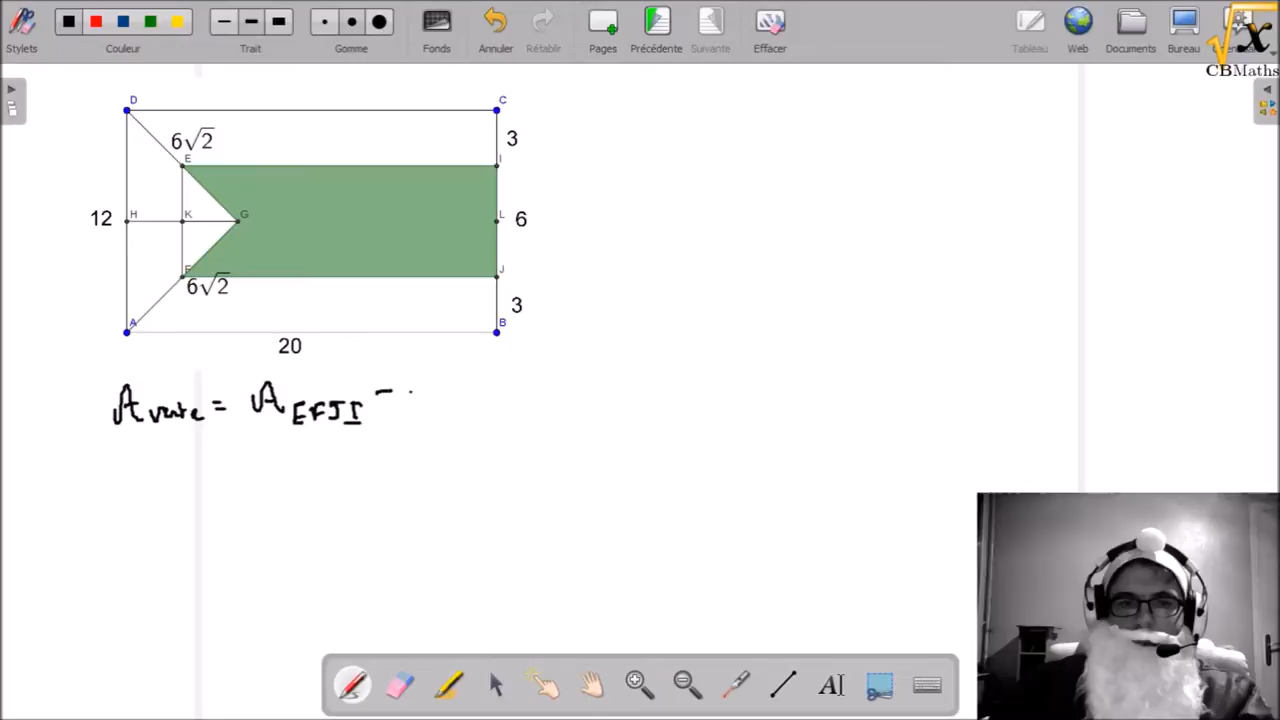 Stylets Couleur Trait Gomme Fonds Annuler Rétablir Pages Précédente Suivante Effacer Tableau Web Documents Bureau
√x
CBMaths
D C
6√2 3
E I
12 H K G L 6
F J
6√2 3
A B
20
A verte = A EFJI -
AI